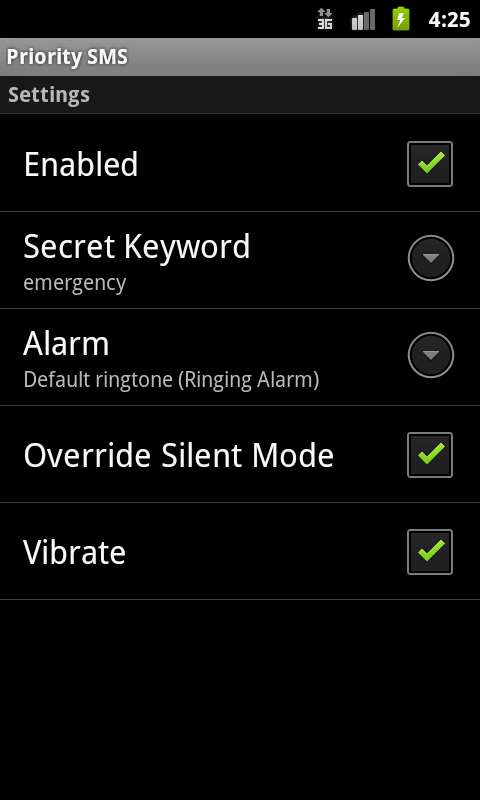 3G 4:25
Priority SMS
Settings
Enabled
Secret Keyword
emergency
Alarm
Default ringtone (Ringing Alarm)
Override Silent Mode
Vibrate